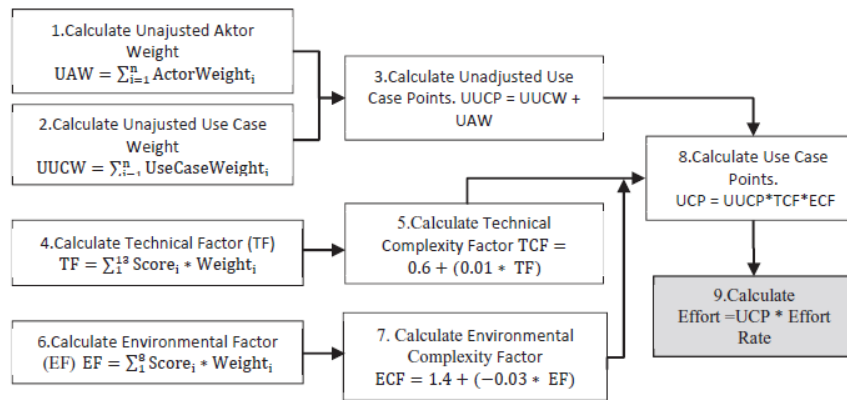 1.Calculate Unajusted Aktor
Weight
UAW = ∑ⁿᵢ₌₁ ActorWeightᵢ
2.Calculate Unajusted Use Case
Weight
UUCW = ∑ⁿᵢ₌₁ UseCaseWeightᵢ
3.Calculate Unadjusted Use
Case Points. UUCP = UUCW +
UAW
4.Calculate Technical Factor (TF)
TF = ∑₁¹³ Scoreᵢ * Weightᵢ
5.Calculate Technical
Complexity Factor TCF =
0.6 + (0.01 * TF)
6.Calculate Environmental Factor
(EF) EF = ∑₁⁸ Scoreᵢ * Weightᵢ
7. Calculate Environmental
Complexity Factor
ECF = 1.4 + (−0.03 * EF)
8.Calculate Use Case
Points.
UCP = UUCP*TCF*ECF
9.Calculate
Effort =UCP * Effort
Rate